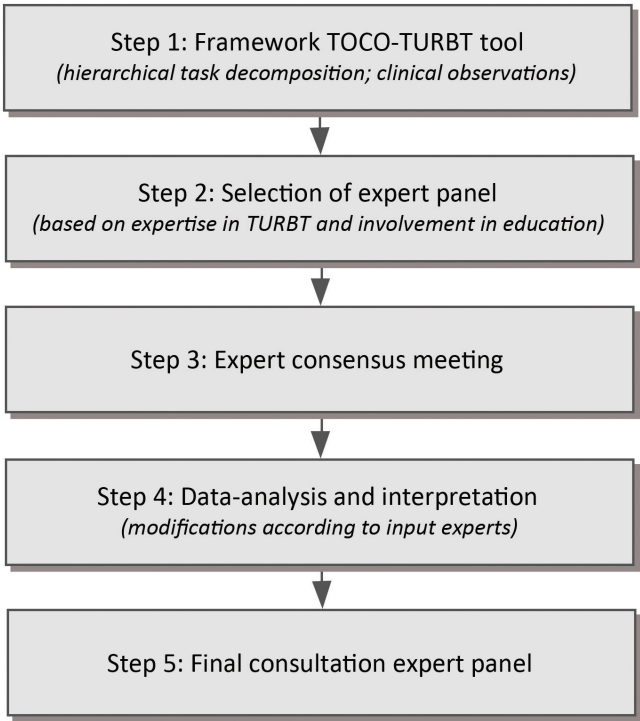 Step 1: Framework TOCO-TURBT tool
(hierarchical task decomposition; clinical observations)
Step 2: Selection of expert panel
(based on expertise in TURBT and involvement in education)
Step 3: Expert consensus meeting
Step 4: Data-analysis and interpretation
(modifications according to input experts)
Step 5: Final consultation expert panel